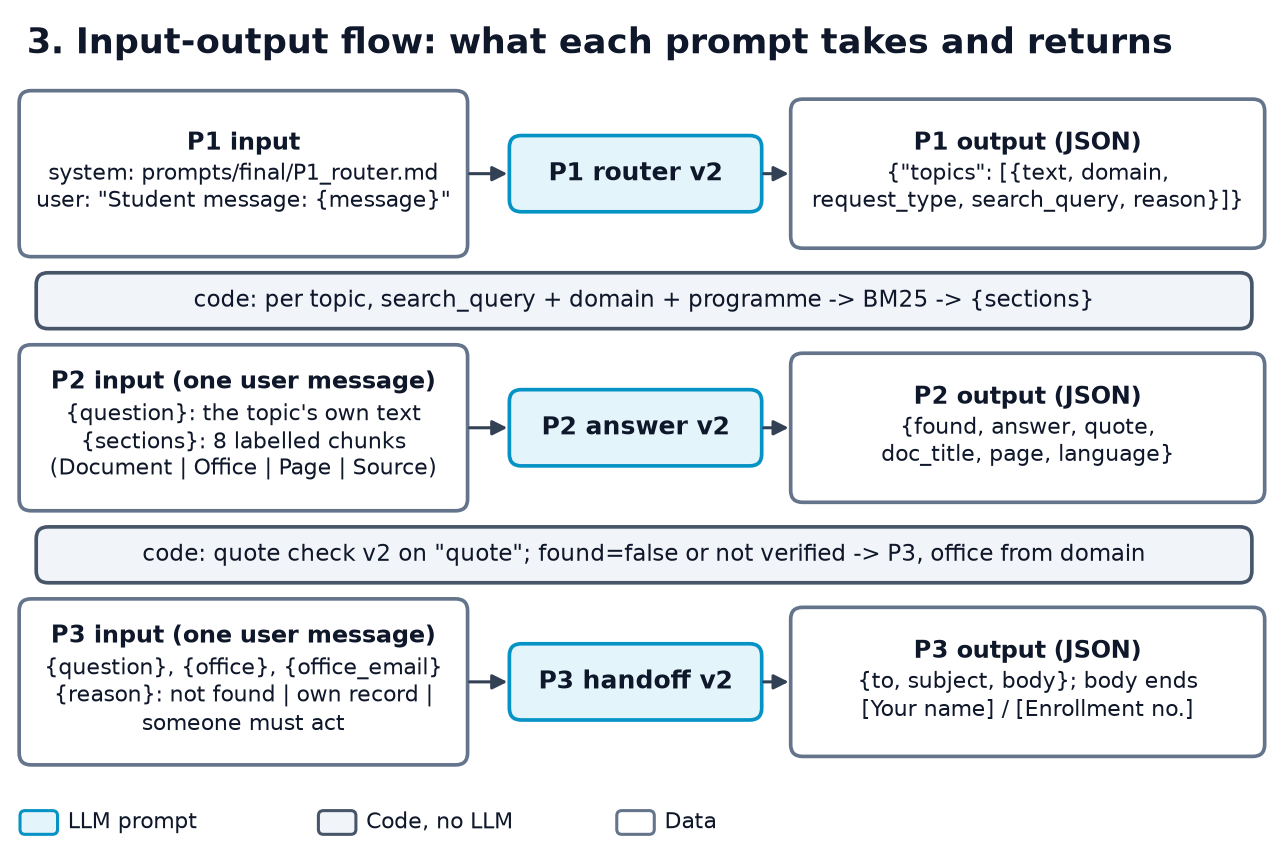 3. Input-output flow: what each prompt takes and returns
P1 input
system: prompts/final/P1_router.md
user: "Student message: {message}"
P1 router v2
P1 output (JSON)
{"topics": [{text, domain,
request_type, search_query, reason}]}
code: per topic, search_query + domain + programme -> BM25 -> {sections}
P2 input (one user message)
{question}: the topic's own text
{sections}: 8 labelled chunks
(Document | Office | Page | Source)
P2 answer v2
P2 output (JSON)
{found, answer, quote,
doc_title, page, language}
code: quote check v2 on "quote"; found=false or not verified -> P3, office from domain
P3 input (one user message)
{question}, {office}, {office_email}
{reason}: not found | own record |
someone must act
P3 handoff v2
P3 output (JSON)
{to, subject, body}; body ends
[Your name] / [Enrollment no.]
LLM prompt
Code, no LLM
Data